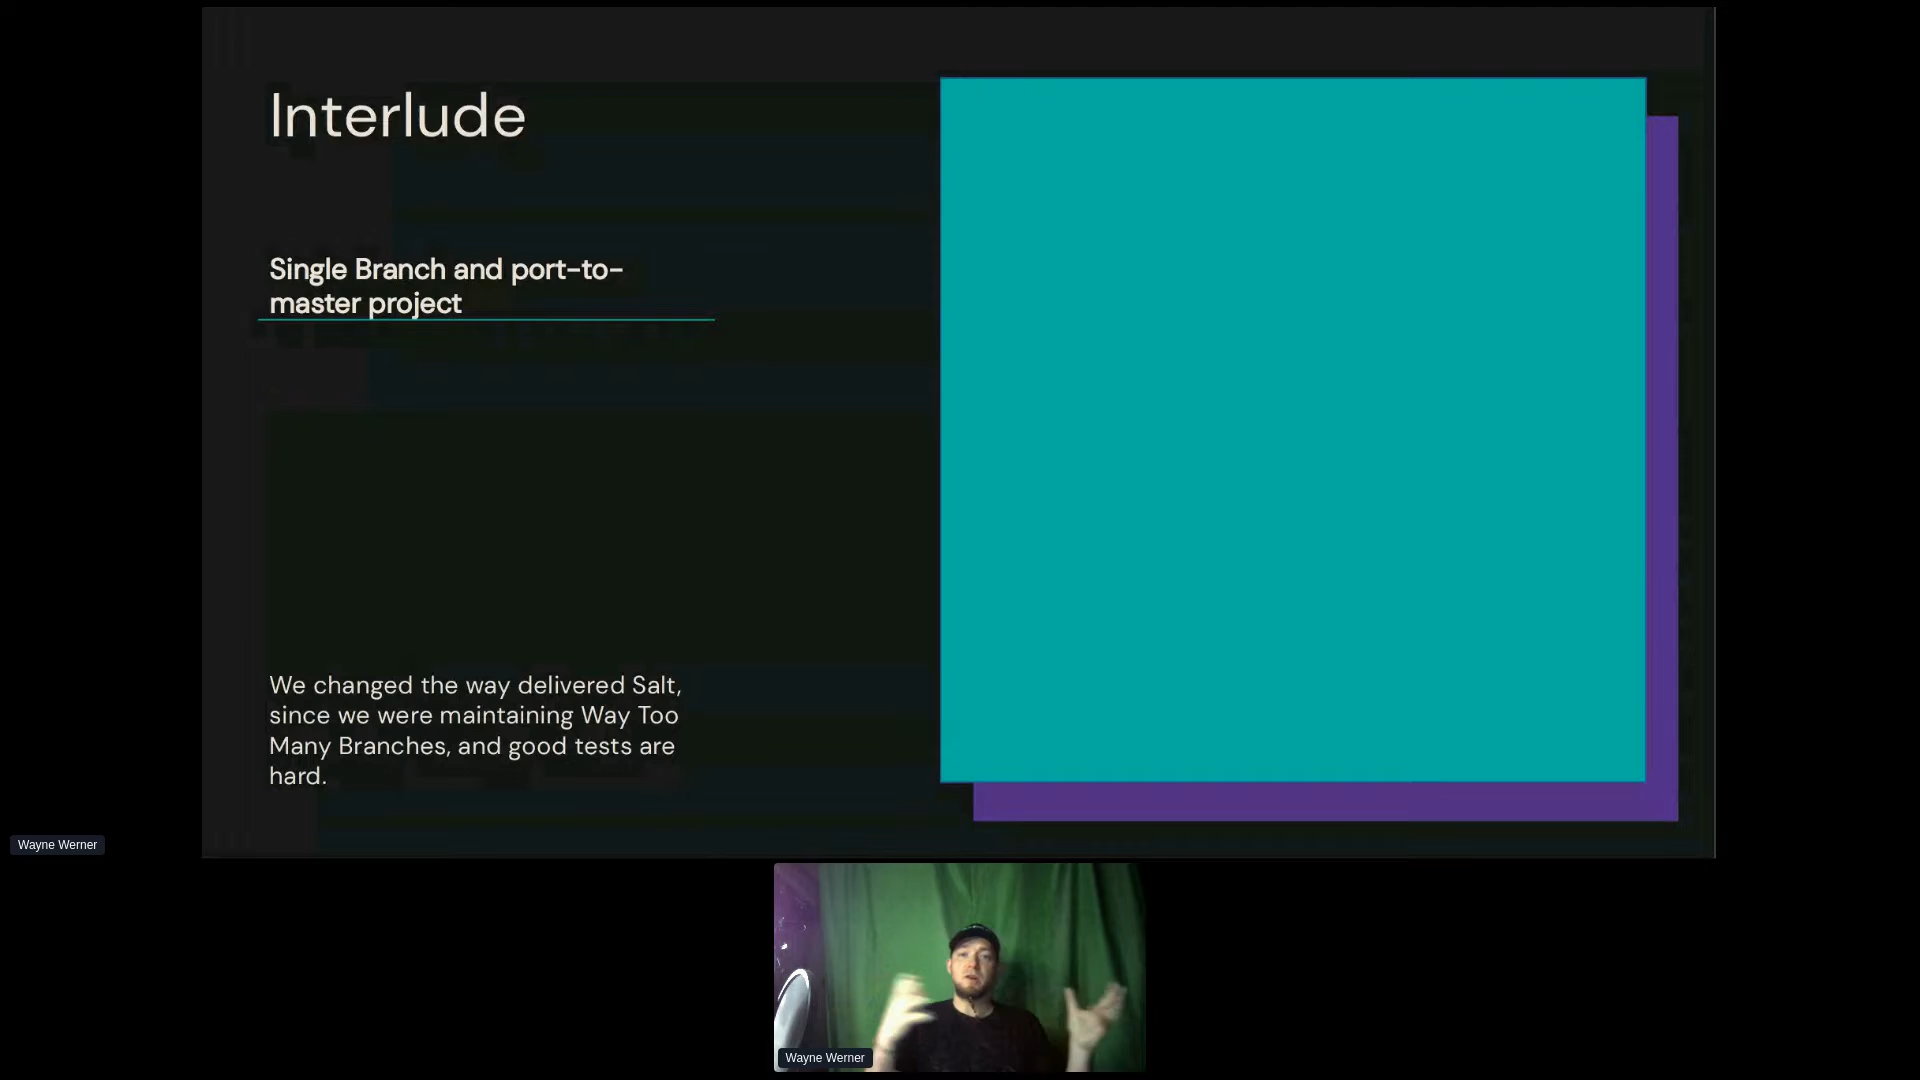 Interlude
Single Branch and port-to-
master project
We changed the way delivered Salt,
since we were maintaining Way Too
Many Branches, and good tests are
hard.
Wayne Werner
Wayne Werner